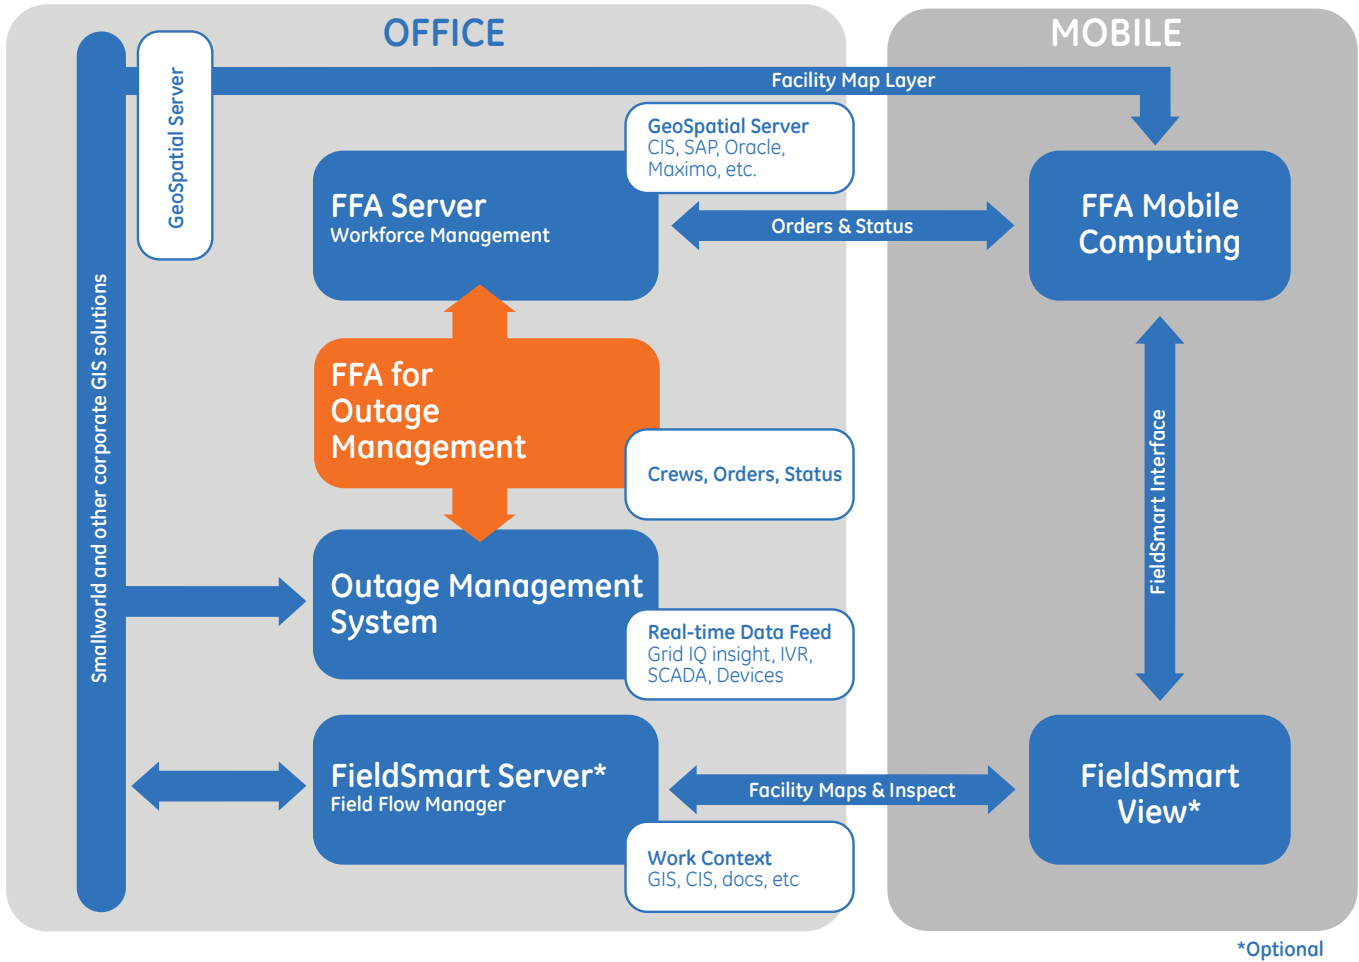 OFFICE
MOBILE
GeoSpatial Server
Facility Map Layer
GeoSpatial Server
CIS, SAP, Oracle,
Maximo, etc.
FFA Server
Workforce Management
Orders & Status
FFA Mobile
Computing
Smallworld and other corporate GIS solutions
FFA for
Outage
Management
Crews, Orders, Status
FieldSmart Interface
Outage Management
System
Real-time Data Feed
Grid IQ insight, IVR,
SCADA, Devices
FieldSmart Server*
Field Flow Manager
Facility Maps & Inspect
FieldSmart
View*
Work Context
GIS, CIS, docs, etc
*Optional